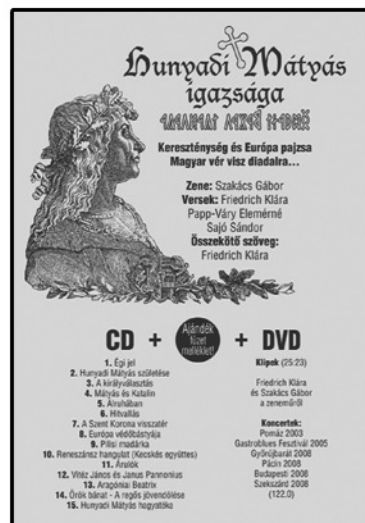 Hunyadi Mátyás
igazsága
Kereszténység és Európa pajzsa
Magyar vér visz diadalra...
Zene: Szakács Gábor
Versek: Friedrich Klára
Papp-Váry Elemérné
Sajó Sándor
Összekötő szöveg:
Friedrich Klára
CD + Ajándék füzet melléklet! + DVD
1. Égi jel
2. Hunyadi Mátyás születése
3. A királyválasztás
4. Mátyás és Katalin
5. Álruhában
6. Hitvallás
7. A Szent Korona visszatér
8. Európa védőbástyája
9. Pilisi madárka
10. Reneszánsz hangulat (Kecskés együttes)
11. Árulók
12. Vitéz János és Janus Pannonius
13. Aragóniai Beatrix
14. Örök bánat - A regős jövendölése
15. Hunyadi Mátyás hagyatéka
Klipek (25:23)
Friedrich Klára
és Szakács Gábor
a zeneműről
Koncertek:
Pomáz 2003
Gastroblues Fesztivál 2005
Győrújbarát 2008
Pácin 2008
Budapesti 2008
Szekszárd 2008
(122.0)